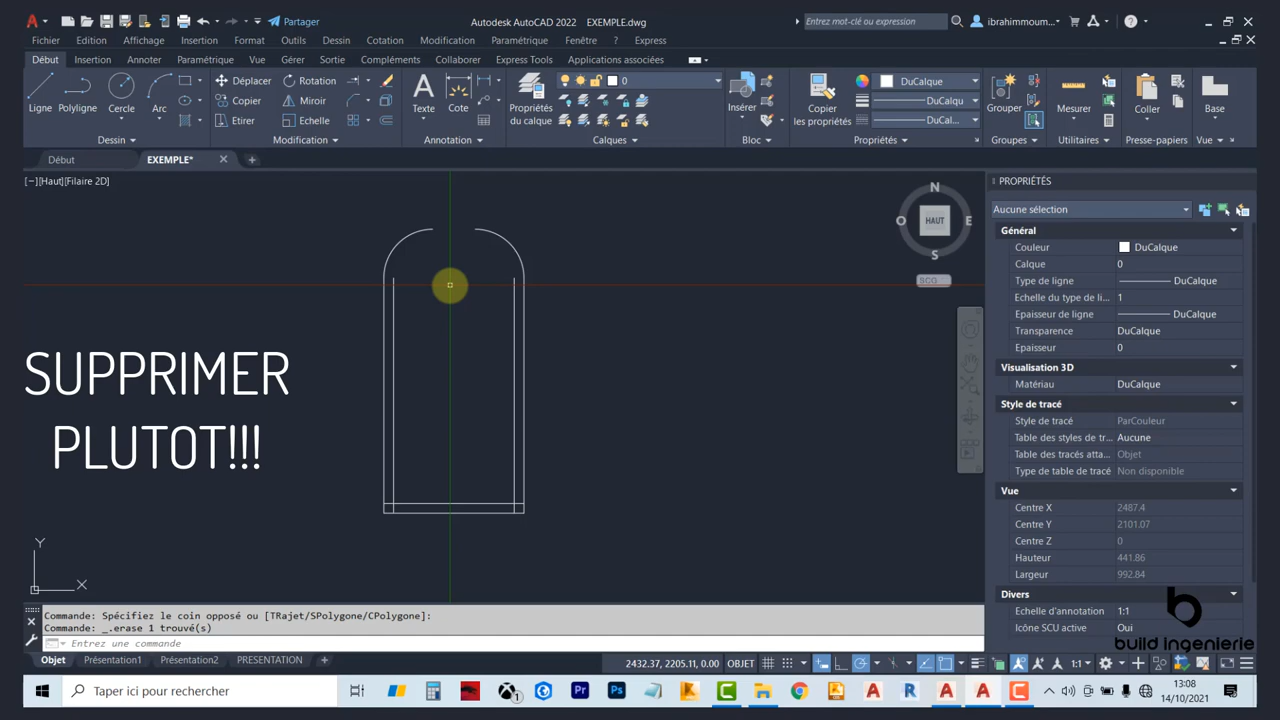 Partager
Autodesk AutoCAD 2022 EXEMPLE.dwg
Entrez mot-clé ou expression
ibrahimmoum...
Fichier Edition Affichage Insertion Format Outils Dessin Cotation Modification Paramétrique Fenêtre ? Express
Début Insertion Annoter Paramétrique Vue Gérer Sortie Compléments Collaborer Express Tools Applications associées
Déplacer Rotation
Copier Miroir
Etirer Echelle
Ligne Polyligne Cercle Arc
Texte Cote
Propriétés
du calque
0
Insérer
Copier
les propriétés
DuCalque
DuCalqu
DuCal...
Grouper
Mesurer
Coller
Base
Dessin Modification Annotation Calques Bloc Propriétés Groupes Utilitaires Presse-papiers Vue
Début EXEMPLE*
[−][Haut][Filaire 2D]
N
O HAUT E
S
SCG
SUPPRIMER
PLUTOT!!!
Y
X
PROPRIÉTÉS
Aucune sélection
Général
Couleur DuCalque
Calque 0
Type de ligne DuCalque
Echelle du type de li... 1
Epaisseur de ligne DuCalque
Transparence DuCalque
Epaisseur 0
Visualisation 3D
Matériau DuCalque
Style de tracé
Style de tracé ParCouleur
Table des styles de tr... Aucune
Table des tracés atta... Objet
Type de table de tracé Non disponible
Vue
Centre X 2487.4
Centre Y 2101.07
Centre Z 0
Hauteur 441.86
Largeur 992.84
Divers
Echelle d'annotation 1:1
Icône SCU active Oui
build ingenierie
Commande: Spécifiez le coin opposé ou [TRajet/SPolygone/CPolygone]:
Commande: _.erase 1 trouvé(s)
Entrez une commande
Objet Présentation1 Présentation2 PRESENTATION +
2432.37, 2205.11, 0.00 OBJET
1:1
Taper ici pour rechercher
13:08
14/10/2021